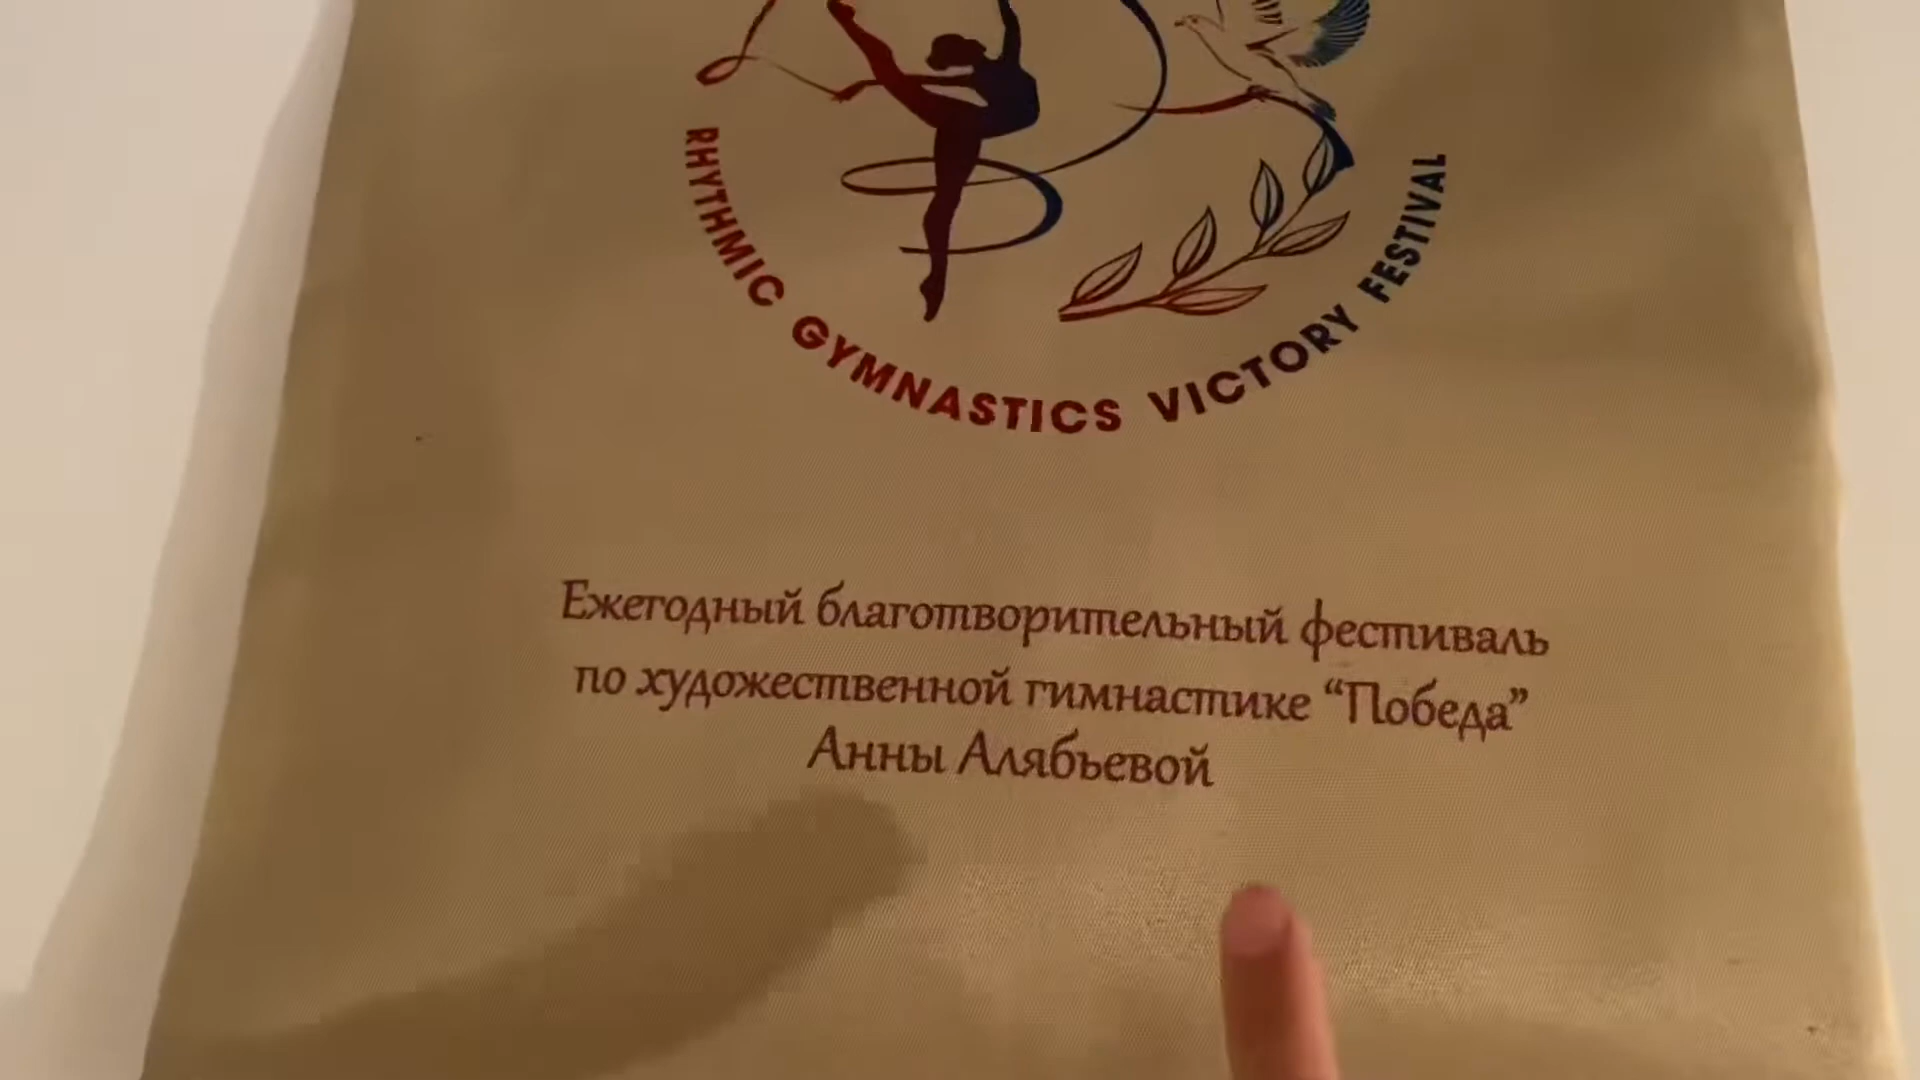 RHYTHMIC GYMNASTICS VICTORY FESTIVAL
Ежегодный благотворительный фестиваль
по художественной гимнастике “Победа”
Анны Алябьевой